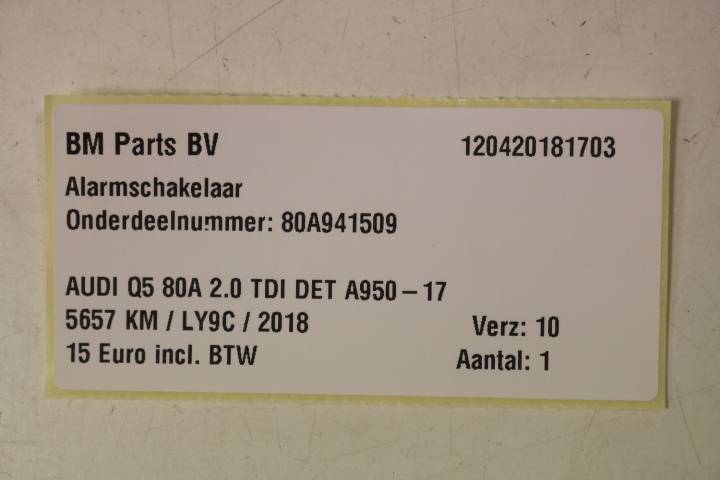 BM Parts BV 120420181703
Alarmschakelaar
Onderdeelnummer: 80A941509
AUDI Q5 80A 2.0 TDI DET A950-17
5657 KM / LY9C / 2018 Verz: 10
15 Euro incl. BTW Aantal: 1